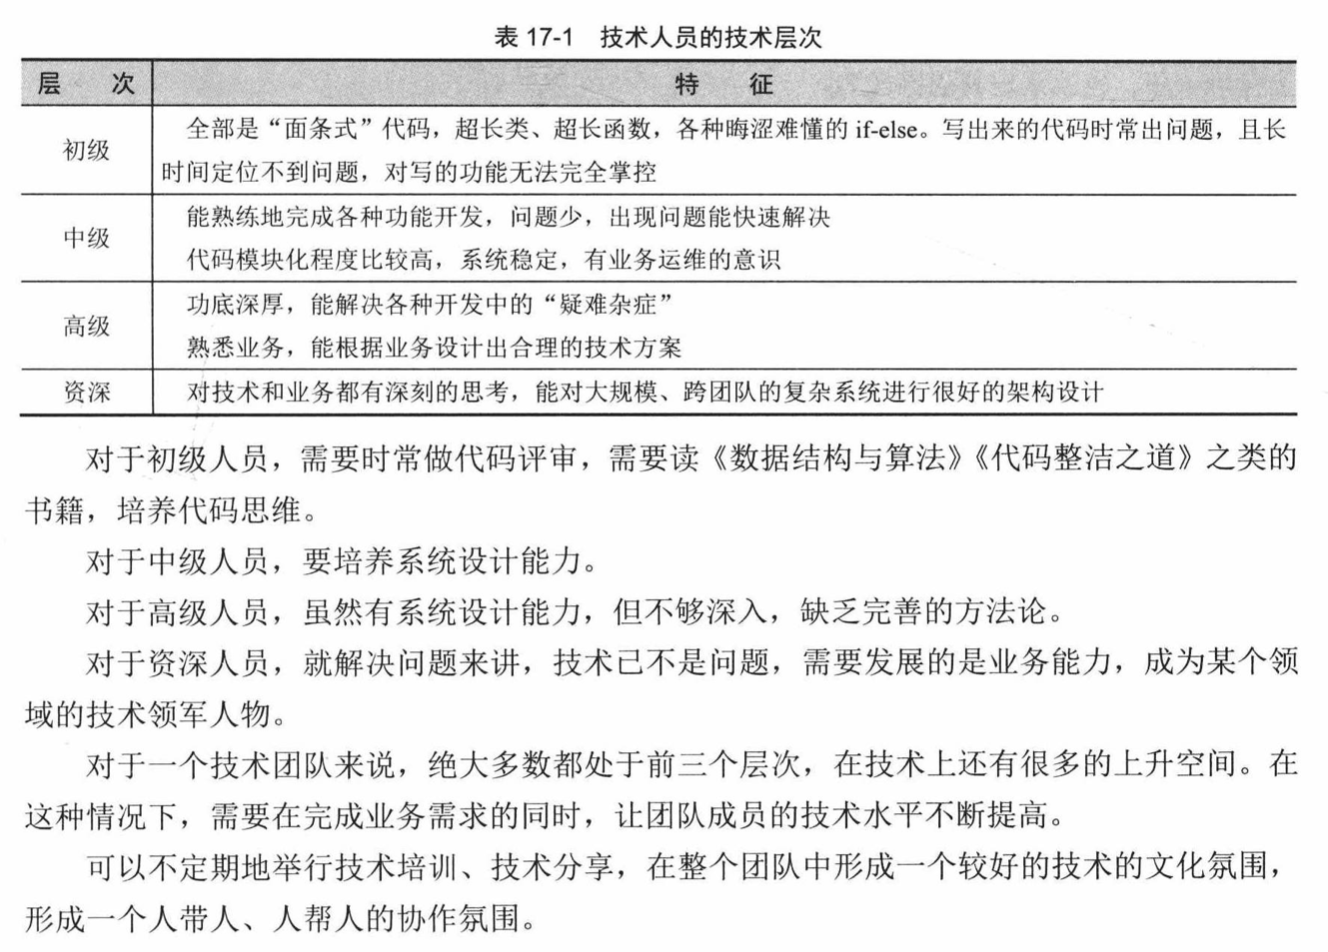 表 17-1 技术人员的技术层次
层 次 特 征
初级 全部是“面条式”代码，超长类、超长函数，各种晦涩难懂的 if-else。写出来的代码时常出问题，且长
时间定位不到问题，对写的功能无法完全掌控
中级 能熟练地完成各种功能开发，问题少，出现问题能快速解决
代码模块化程度比较高，系统稳定，有业务运维的意识
高级 功底深厚，能解决各种开发中的“疑难杂症”
熟悉业务，能根据业务设计出合理的技术方案
资深 对技术和业务都有深刻的思考，能对大规模、跨团队的复杂系统进行很好的架构设计
对于初级人员，需要时常做代码评审，需要读《数据结构与算法》《代码整洁之道》之类的
书籍，培养代码思维。
对于中级人员，要培养系统设计能力。
对于高级人员，虽然有系统设计能力，但不够深入，缺乏完善的方法论。
对于资深人员，就解决问题来讲，技术已不是问题，需要发展的是业务能力，成为某个领
域的技术领军人物。
对于一个技术团队来说，绝大多数都处于前三个层次，在技术上还有很多的上升空间。在
这种情况下，需要在完成业务需求的同时，让团队成员的技术水平不断提高。
可以不定期地举行技术培训、技术分享，在整个团队中形成一个较好的技术的文化氛围，
形成一个人带人、人帮人的协作氛围。